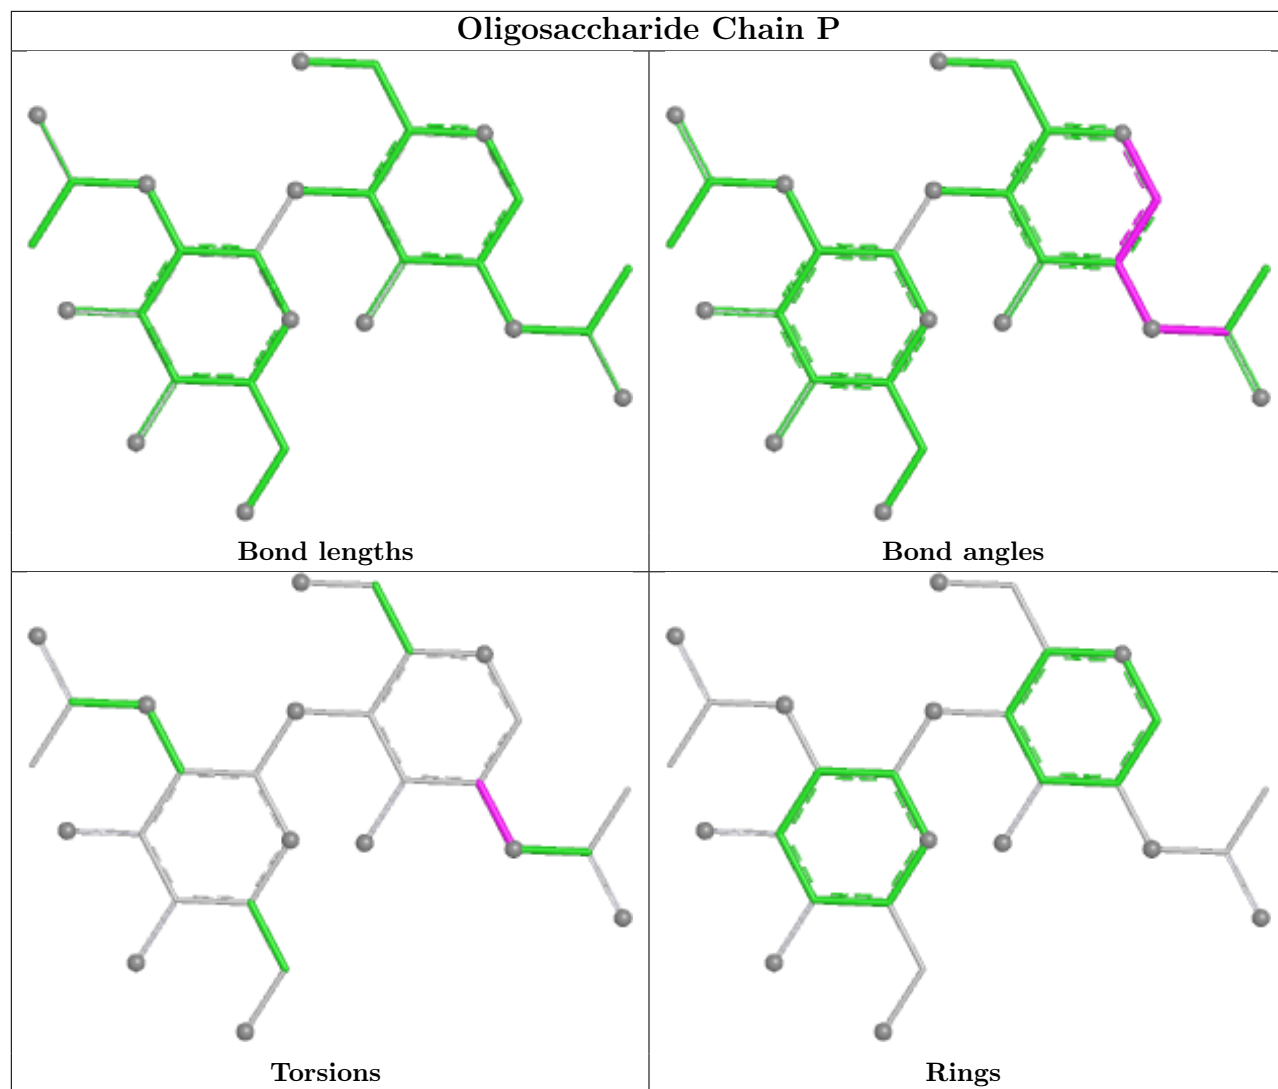 Oligosaccharide Chain P
Bond lengths
Bond angles
Torsions
Rings